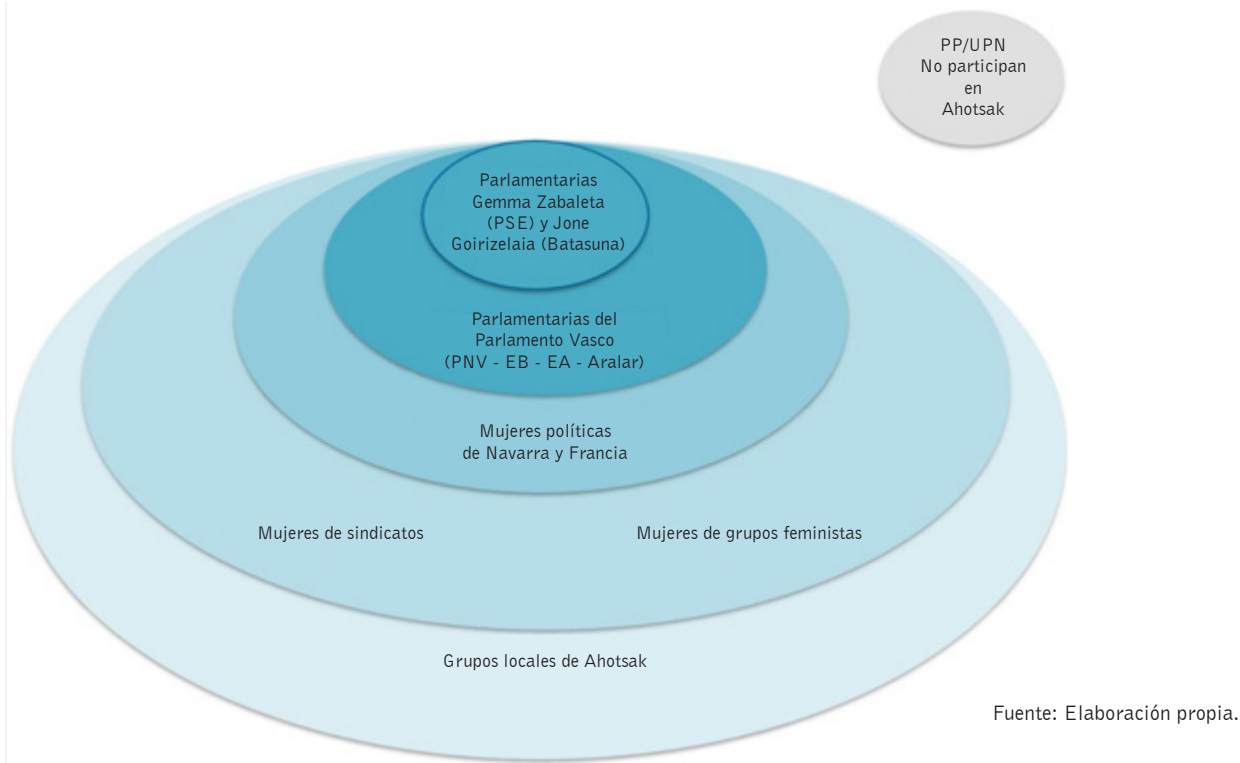 PP/UPN
No participan
en
Ahotsak
Parlamentarias
Gemma Zabaleta
(PSE) y Jone
Goirizelaia (Batasuna)
Parlamentarias del
Parlamento Vasco
(PNV - EB - EA - Aralar)
Mujeres políticas
de Navarra y Francia
Mujeres de sindicatos
Mujeres de grupos feministas
Grupos locales de Ahotsak
Fuente: Elaboración propia.